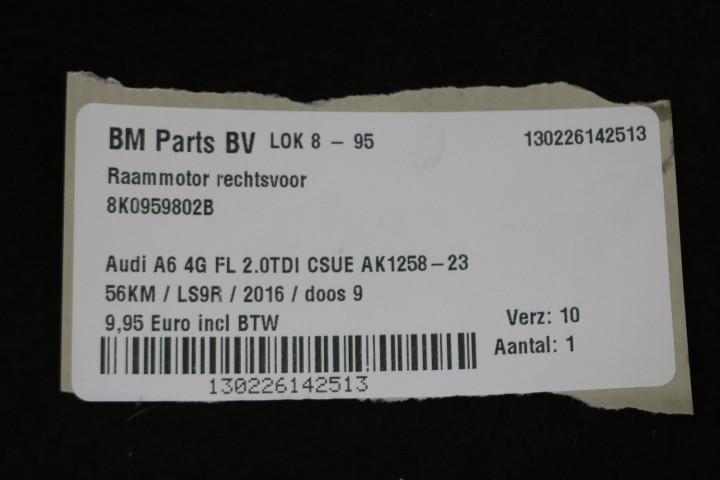 BM Parts BV LOK 8 - 95 130226142513
Raammotor rechtsvoor
8K0959802B
Audi A6 4G FL 2.0TDI CSUE AK1258-23
56KM / LS9R / 2016 / doos 9
9,95 Euro incl BTW Verz: 10
Aantal: 1
130226142513